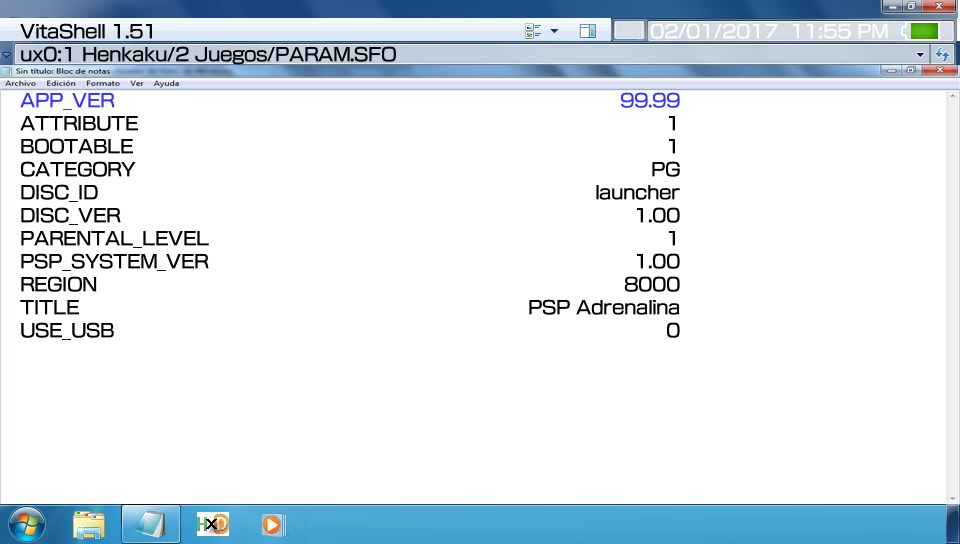 VitaShell 1.51
02/01/2017 11:55 PM
ux0:1 Henkaku/2 Juegos/PARAM.SFO
Sin título: Bloc de notas
Archivo Edición Formato Ver Ayuda
APP_VER 99.99
ATTRIBUTE 1
BOOTABLE 1
CATEGORY PG
DISC_ID launcher
DISC_VER 1.00
PARENTAL_LEVEL 1
PSP_SYSTEM_VER 1.00
REGION 8000
TITLE PSP Adrenalina
USE_USB 0
HXD